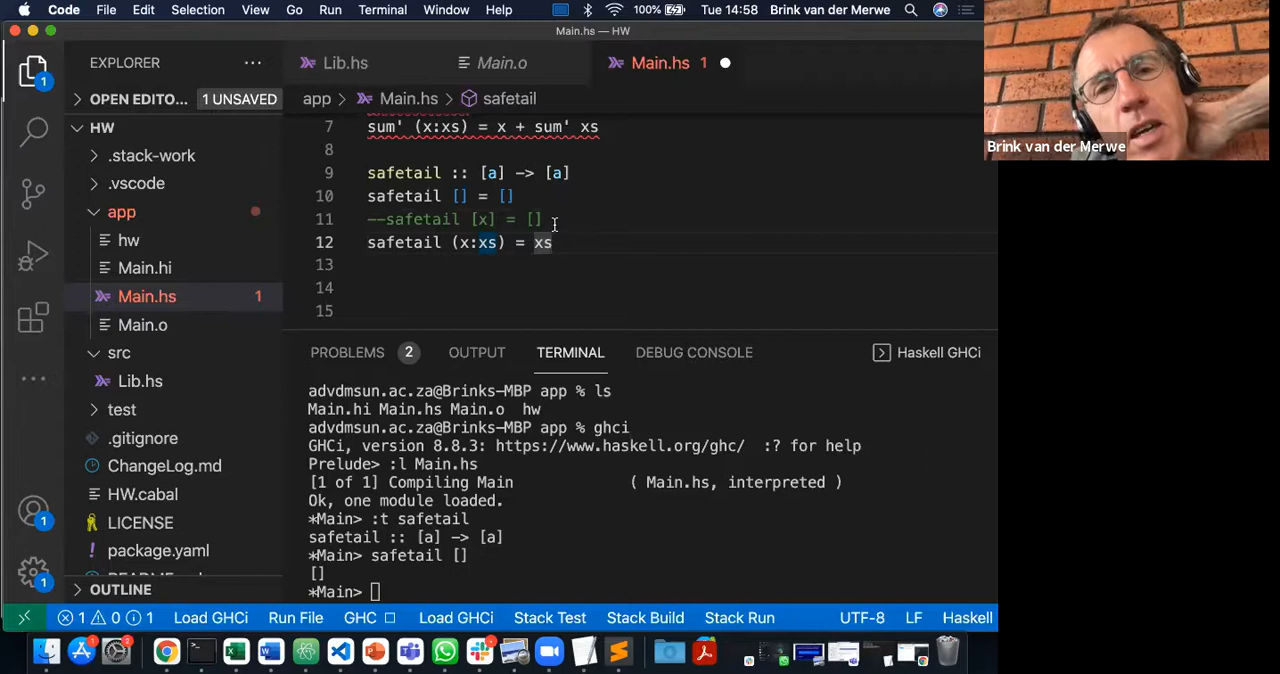 Code File Edit Selection View Go Run Terminal Window Help 100% Tue 14:58 Brink van der Merwe
Main.hs — HW
EXPLORER ...
Lib.hs Main.o Main.hs 1
OPEN EDITO... 1 UNSAVED
app > Main.hs > safetail
HW
.stack-work
.vscode
app
hw
Main.hi
Main.hs 1
Main.o
src
Lib.hs
test
.gitignore
ChangeLog.md
HW.cabal
LICENSE
package.yaml
OUTLINE
7 sum' (x:xs) = x + sum' xs
8
9 safetail :: [a] -> [a]
10 safetail [] = []
11 --safetail [x] = []
12 safetail (x:xs) = xs
13
14
15
PROBLEMS 2 OUTPUT TERMINAL DEBUG CONSOLE Haskell GHCi
advdmsun.ac.za@Brinks-MBP app % ls
Main.hi Main.hs Main.o hw
advdmsun.ac.za@Brinks-MBP app % ghci
GHCi, version 8.8.3: https://www.haskell.org/ghc/ :? for help
Prelude> :l Main.hs
[1 of 1] Compiling Main ( Main.hs, interpreted )
Ok, one module loaded.
*Main> :t safetail
safetail :: [a] -> [a]
*Main> safetail []
[]
*Main>
1 0 1 Load GHCi Run File GHC Load GHCi Stack Test Stack Build Stack Run UTF-8 LF Haskell
Brink van der Merwe